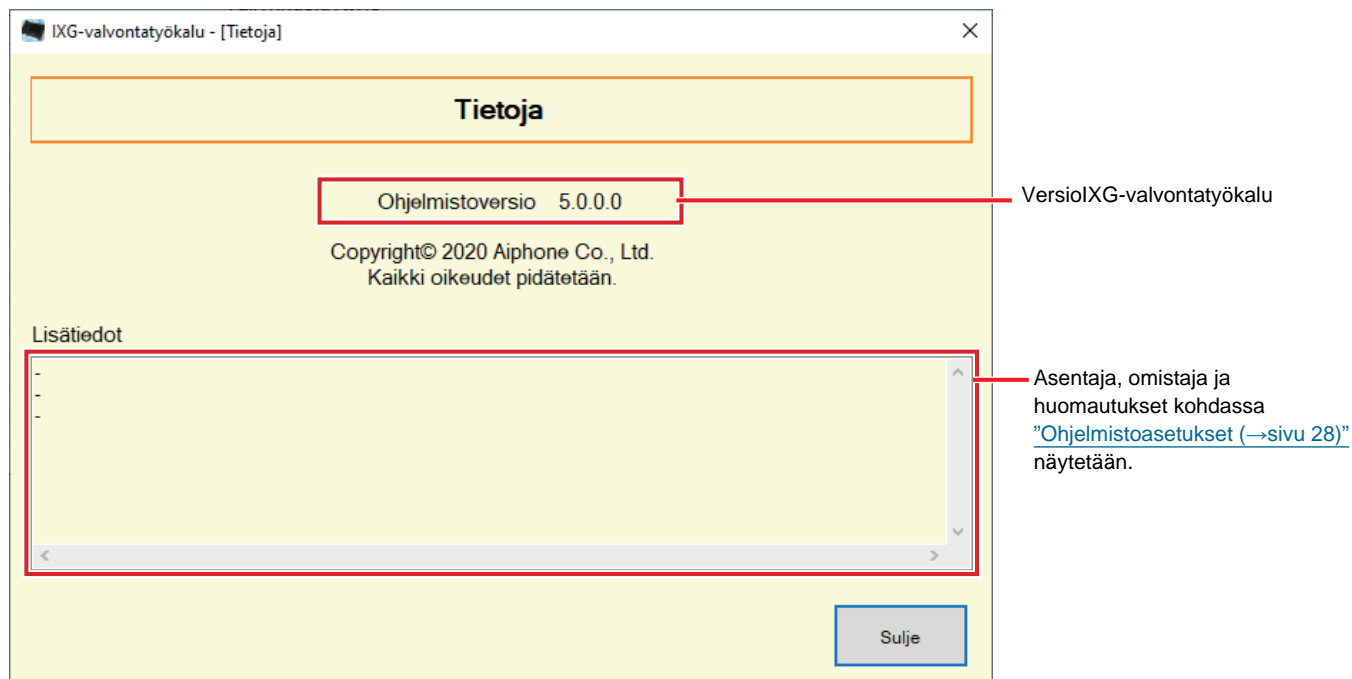 IXG-valvontatyökalu - [Tietoja]
Tietoja
Ohjelmistoversio 5.0.0.0
VersioIXG-valvontatyökalu
Copyright© 2020 Aiphone Co., Ltd.
Kaikki oikeudet pidätetään.
Lisätiedot
-
-
-
Asentaja, omistaja ja
huomautukset kohdassa
”Ohjelmistoasetukset (→sivu 28)”
näytetään.
Sulje